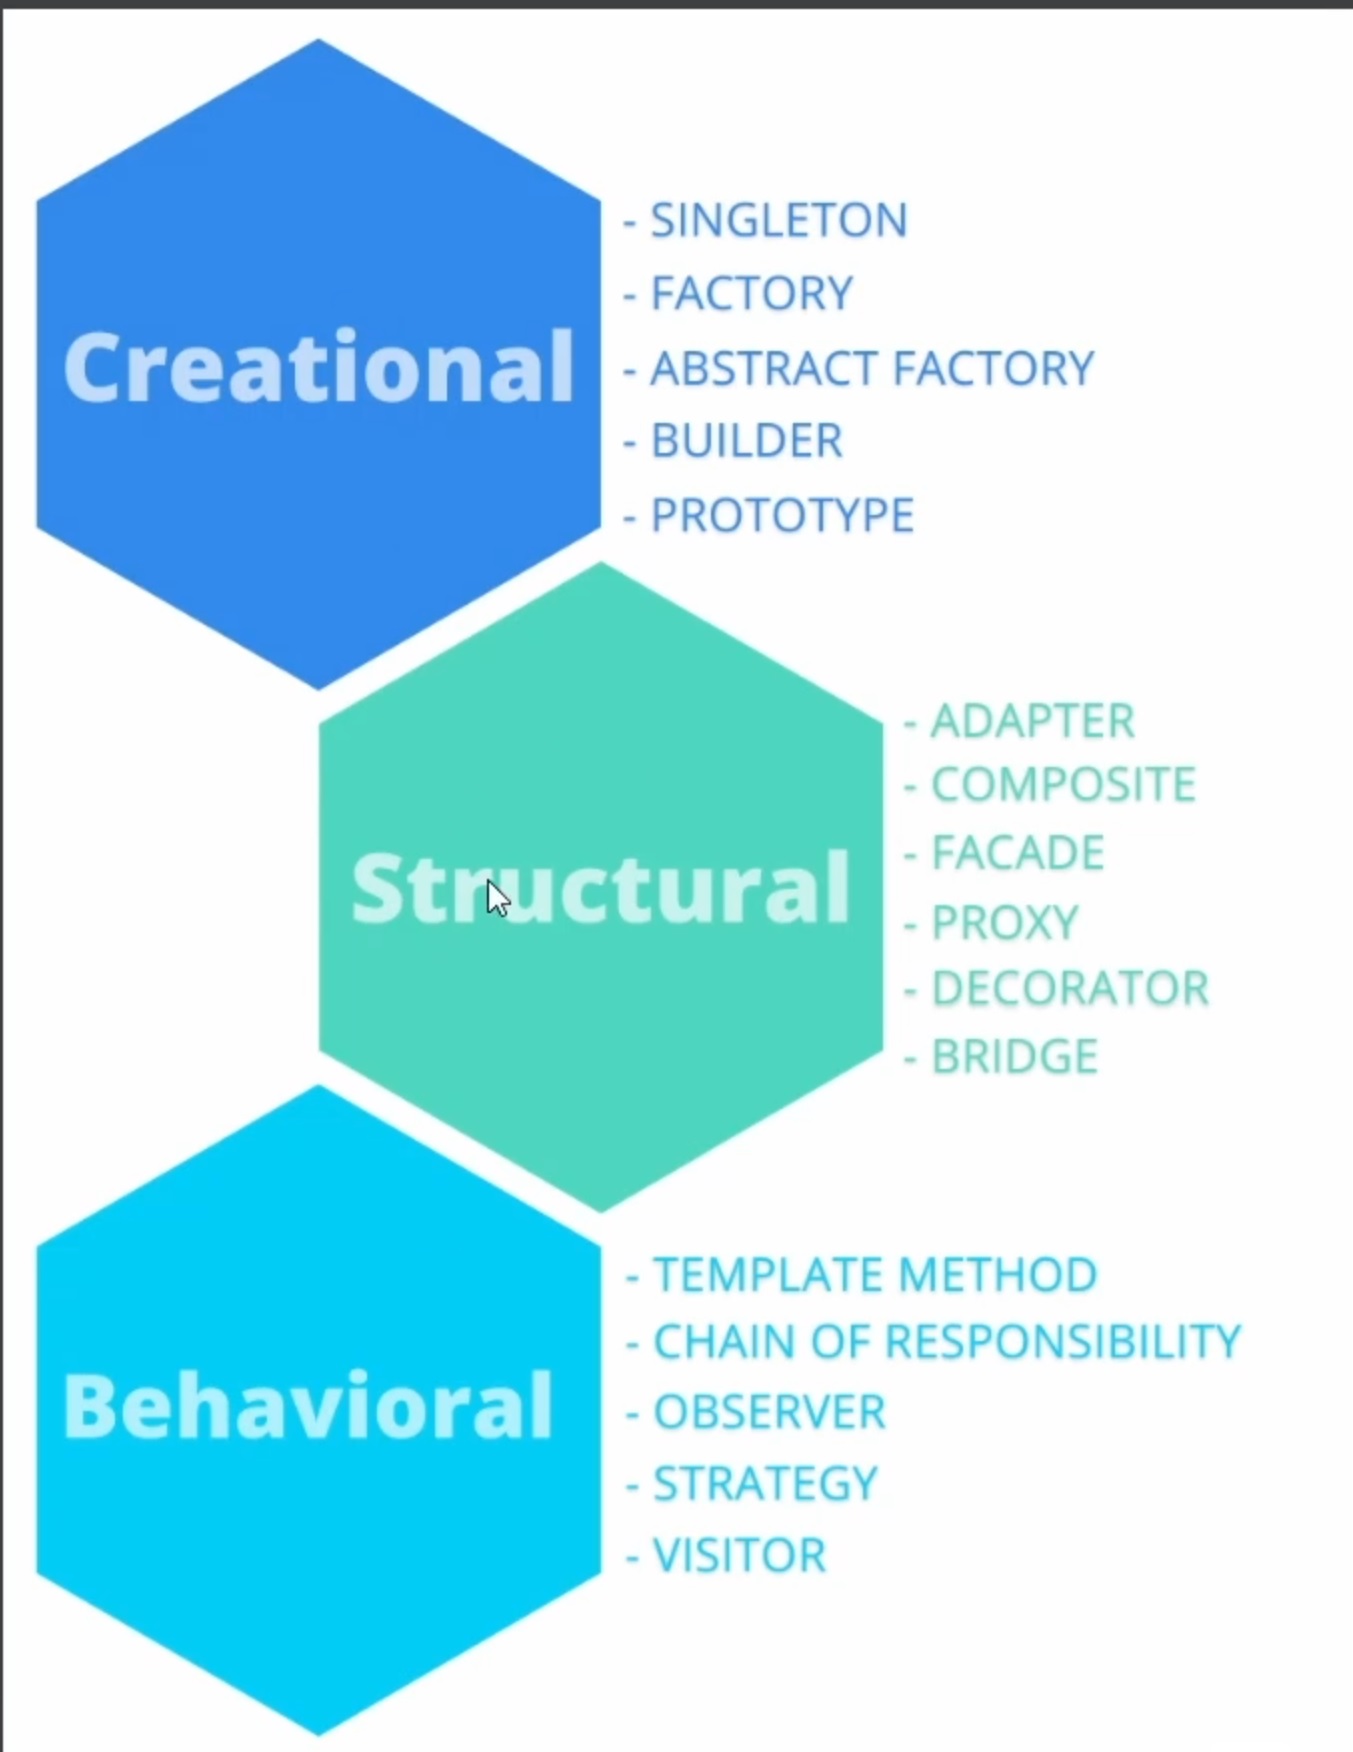 Creational
- SINGLETON
- FACTORY
- ABSTRACT FACTORY
- BUILDER
- PROTOTYPE
Structural
- ADAPTER
- COMPOSITE
- FACADE
- PROXY
- DECORATOR
- BRIDGE
Behavioral
- TEMPLATE METHOD
- CHAIN OF RESPONSIBILITY
- OBSERVER
- STRATEGY
- VISITOR